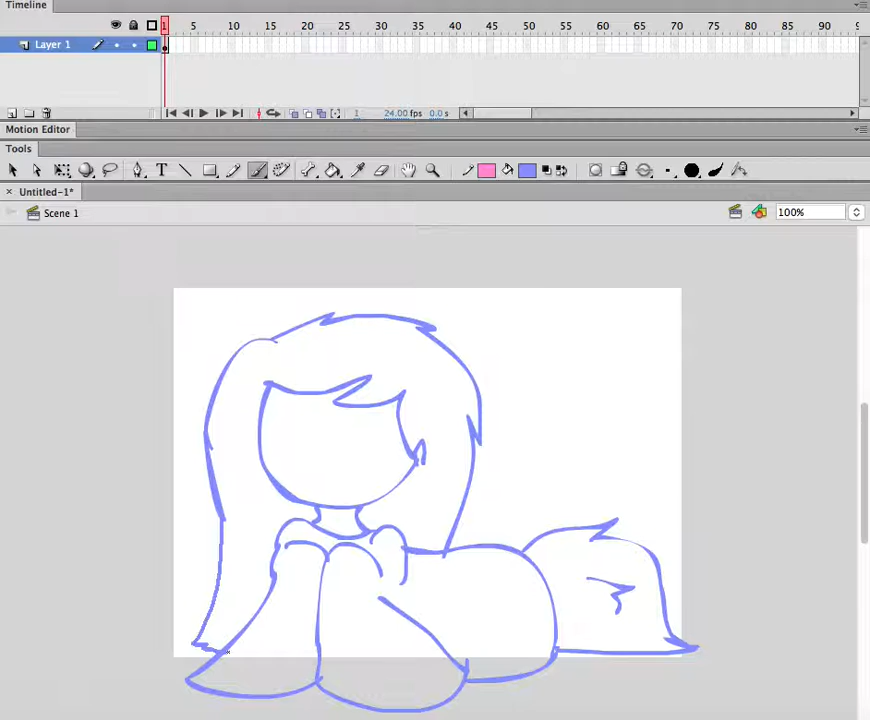 Timeline
1 5 10 15 20 25 30 35 40 45 50 55 60 65 70 75 80 85 90
Layer 1
1 24.00 fps 0.0 s
Motion Editor
Tools
Untitled-1*
Scene 1 100%